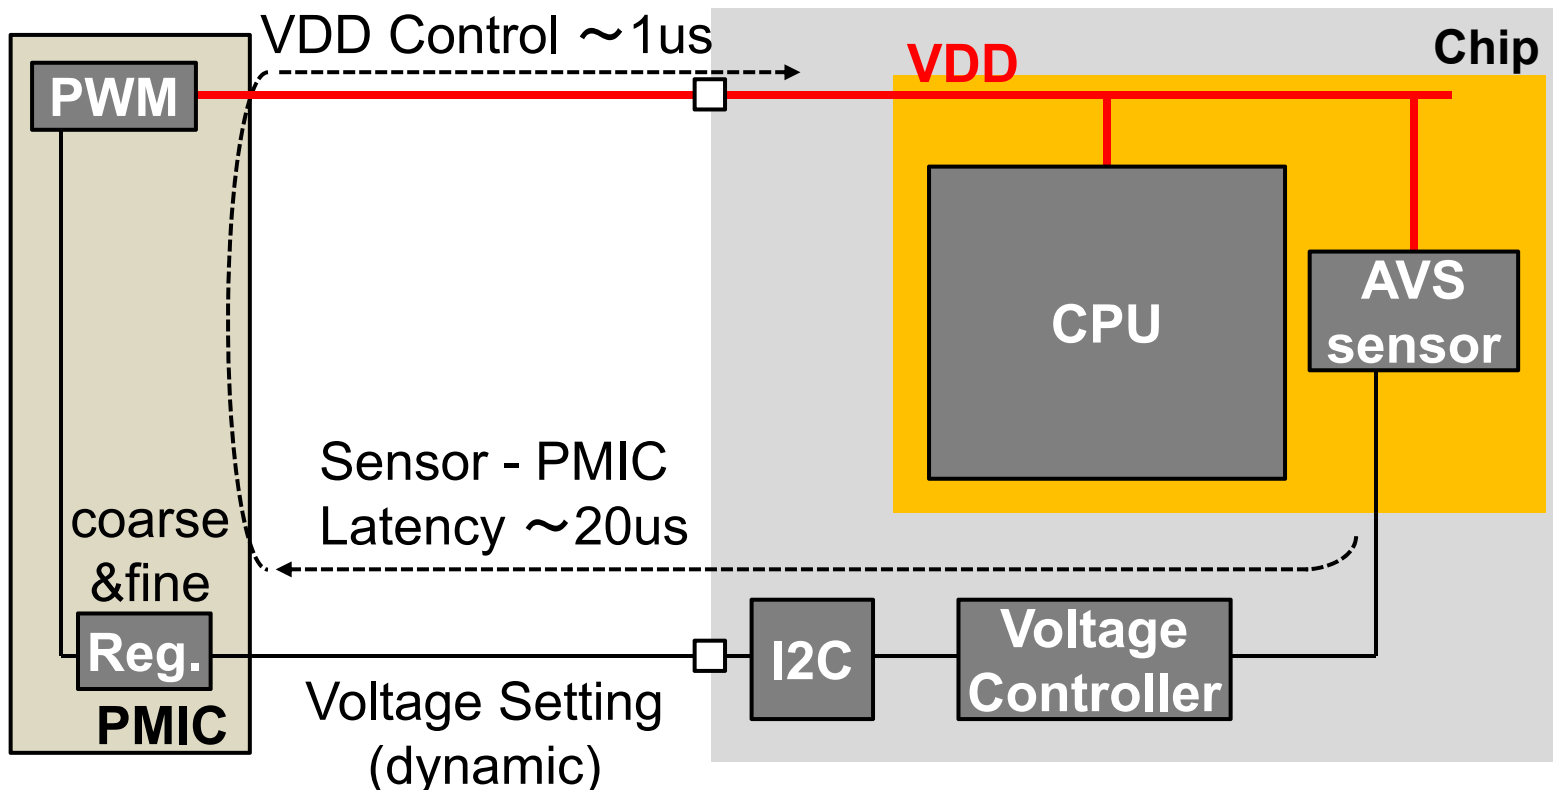 VDD Control ～1us
Chip
VDD
PWM
AVS
sensor
CPU
Sensor - PMIC
Latency ～20us
coarse
&fine
Reg.
PMIC
I2C
Voltage
Controller
Voltage Setting
(dynamic)